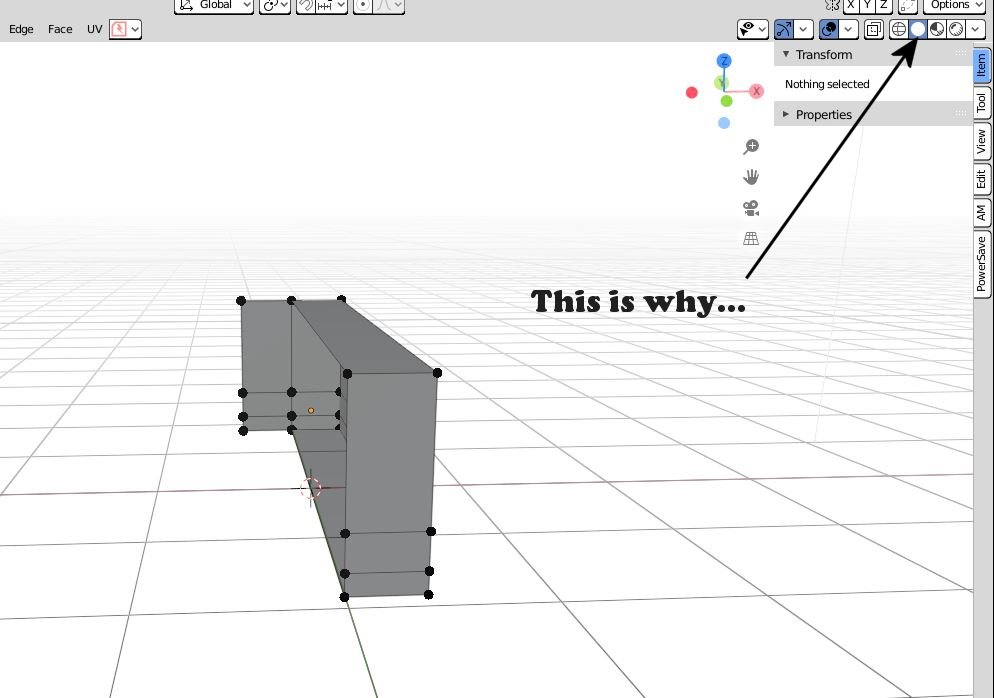 Global
X Y Z
Options
Edge Face UV
Transform
Nothing selected
Properties
Z
Y
X
Item
Tool
View
Edit
AM
PowerSave
This is why...